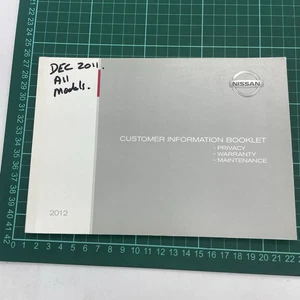 DEC 2011.
All
Models.
NISSAN
CUSTOMER INFORMATION BOOKLET
- PRIVACY
- WARRANTY
- MAINTENANCE
2012